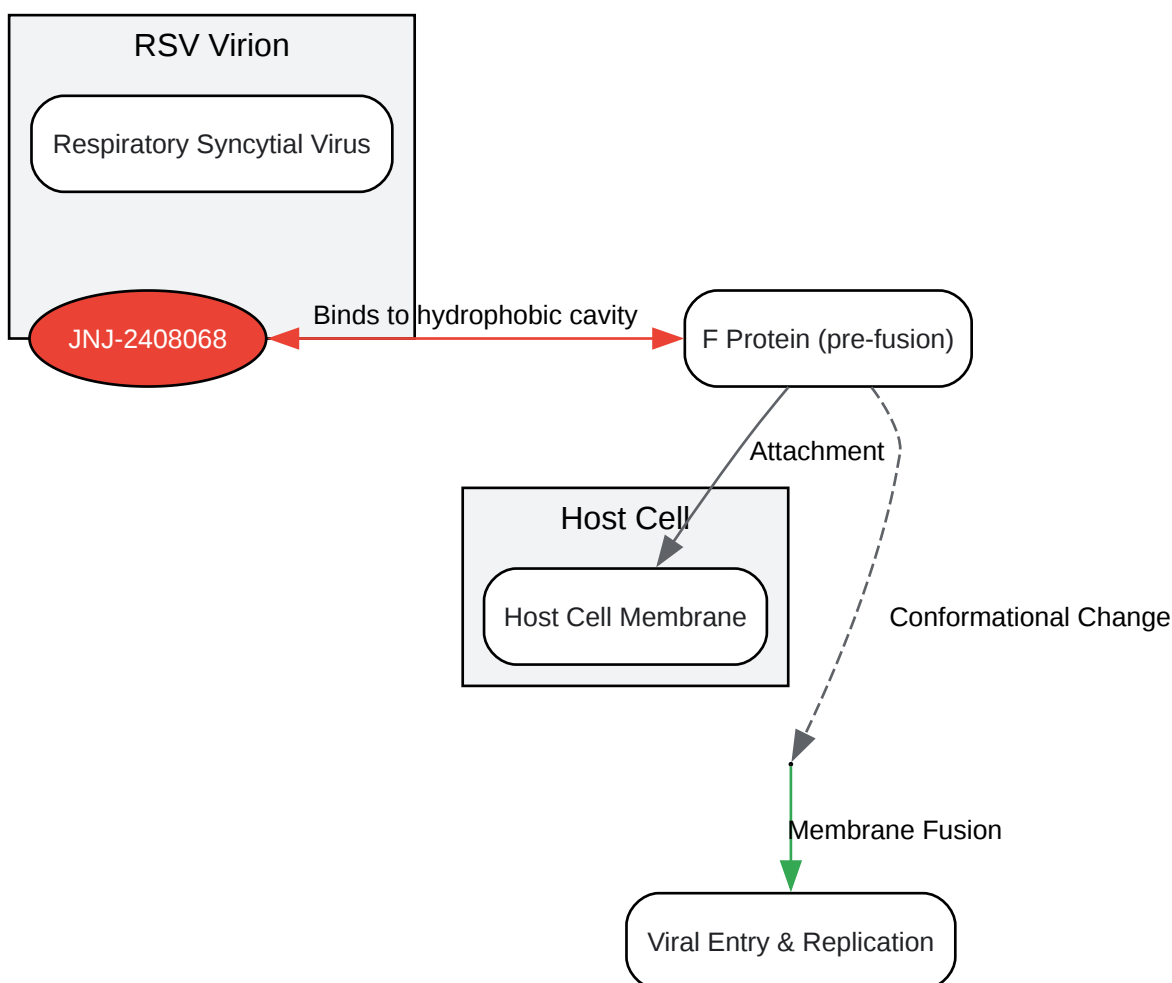 RSV Virion
Respiratory Syncytial Virus
JNJ-2408068
Binds to hydrophobic cavity
F Protein (pre-fusion)
Attachment
Host Cell
Host Cell Membrane
Conformational Change
Membrane Fusion
Viral Entry & Replication